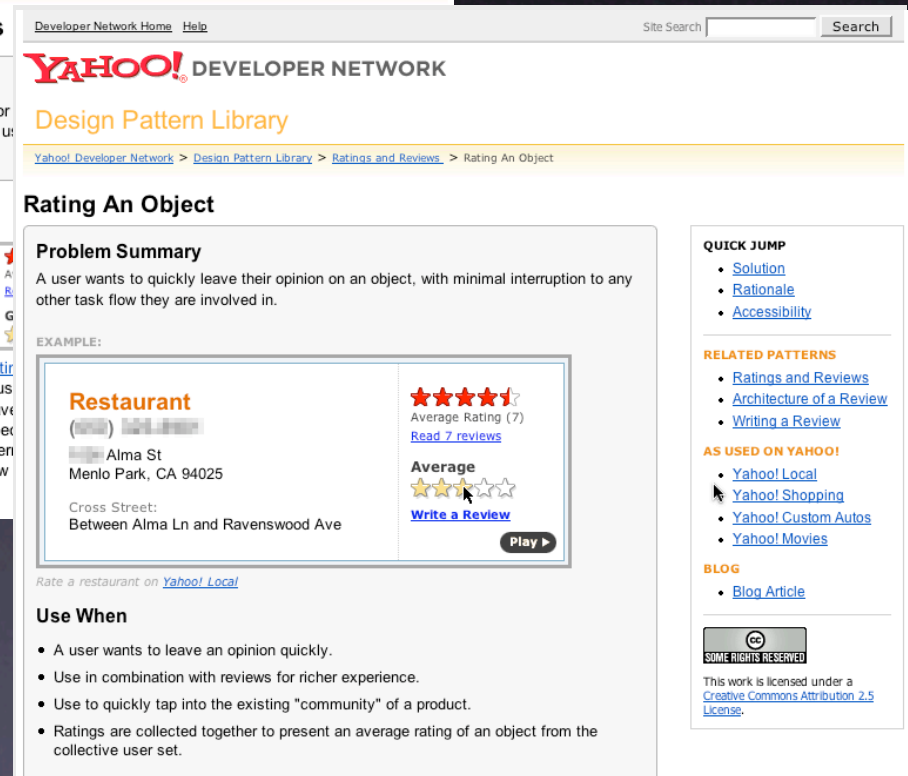 Developer Network Home Help
Site Search Search
YAHOO!® DEVELOPER NETWORK
Design Pattern Library
Yahoo! Developer Network > Design Pattern Library > Ratings and Reviews > Rating An Object
Rating An Object
Problem Summary
A user wants to quickly leave their opinion on an object, with minimal interruption to any
other task flow they are involved in.
EXAMPLE:
Restaurant
Alma St
Menlo Park, CA 94025
Cross Street:
Between Alma Ln and Ravenswood Ave
Average Rating (7)
Read 7 reviews
Average
Write a Review
Play
Rate a restaurant on Yahoo! Local
Use When
A user wants to leave an opinion quickly.
Use in combination with reviews for richer experience.
Use to quickly tap into the existing "community" of a product.
Ratings are collected together to present an average rating of an object from the
collective user set.
QUICK JUMP
Solution
Rationale
Accessibility
RELATED PATTERNS
Ratings and Reviews
Architecture of a Review
Writing a Review
AS USED ON YAHOO!
Yahoo! Local
Yahoo! Shopping
Yahoo! Custom Autos
Yahoo! Movies
BLOG
Blog Article
cc
SOME RIGHTS RESERVED
This work is licensed under a
Creative Commons Attribution 2.5
License.